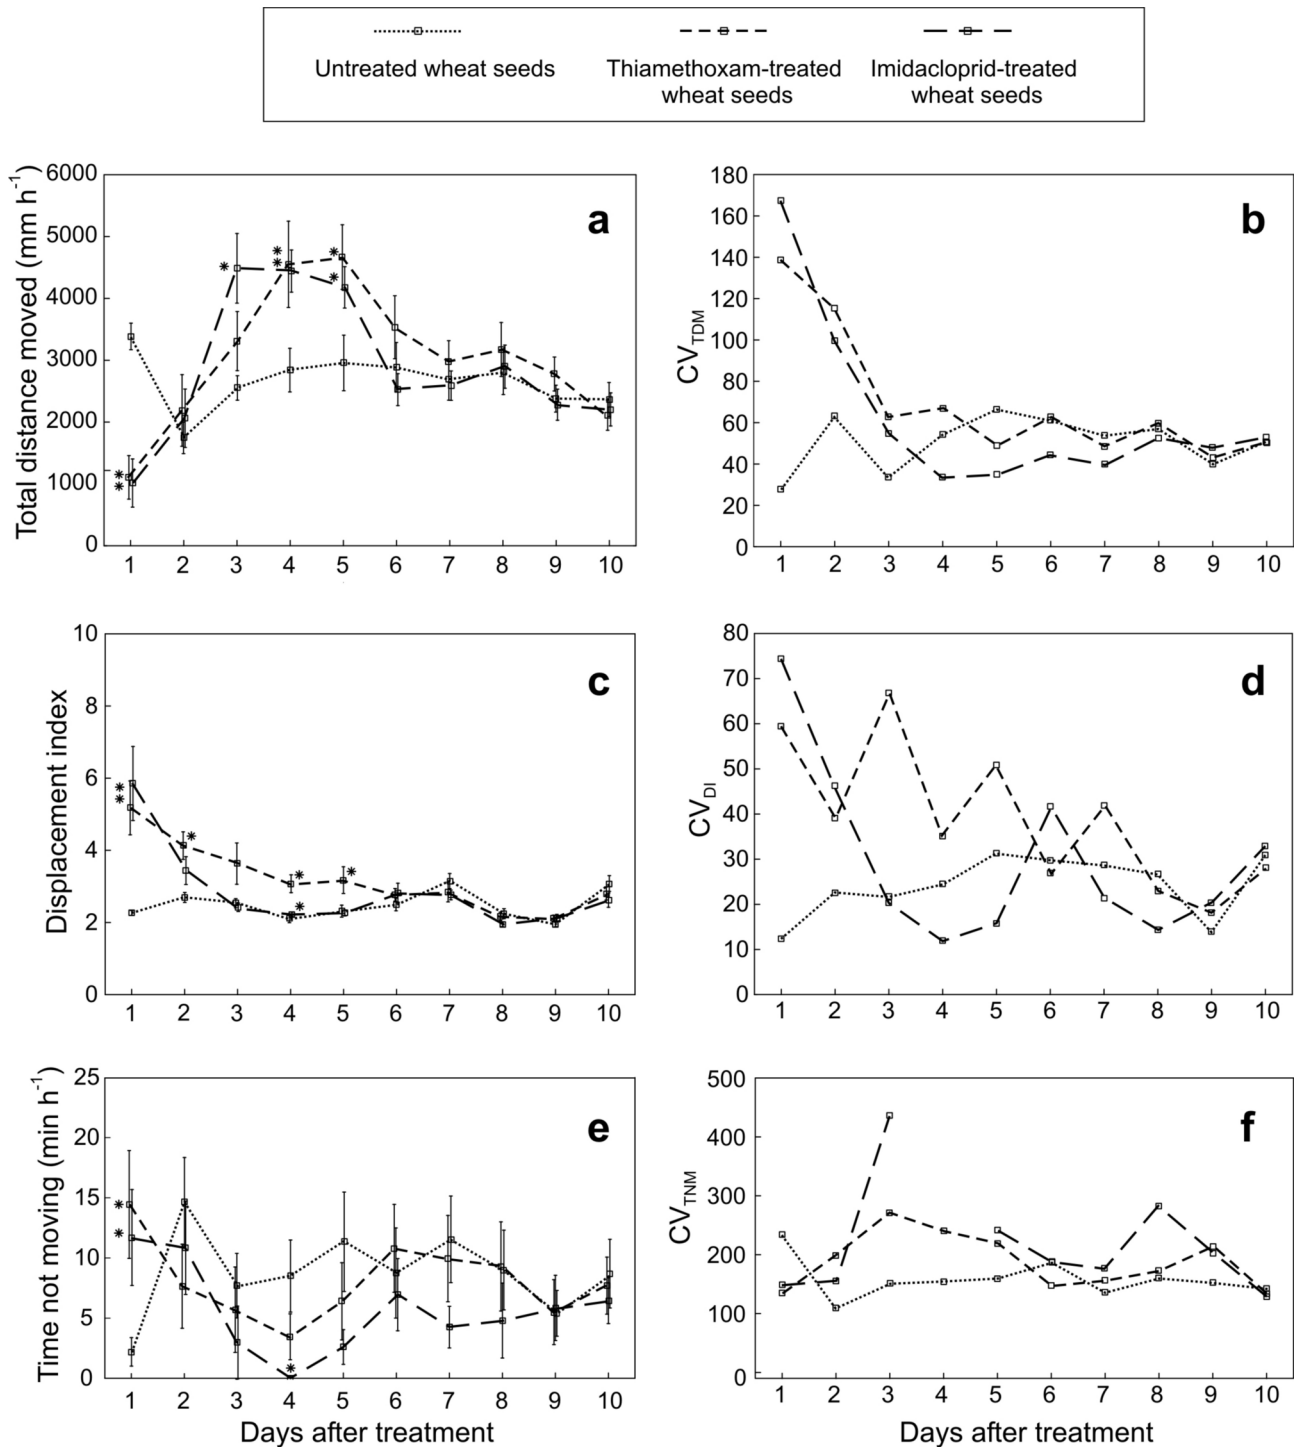 Untreated wheat seeds
Thiamethoxam-treated
wheat seeds
Imidacloprid-treated
wheat seeds
Total distance moved (mm h-1)
6000
5000
4000
3000
2000
1000
0
* * * * * * *
a
1 2 3 4 5 6 7 8 9 10
CVTDM
180
160
140
120
100
80
60
40
20
0
b
1 2 3 4 5 6 7 8 9 10
Displacement index
10
8
6
4
2
0
* * * * * *
c
1 2 3 4 5 6 7 8 9 10
CVDI
80
70
60
50
40
30
20
10
0
d
1 2 3 4 5 6 7 8 9 10
Time not moving (min h-1)
25
20
15
10
5
0
* * *
e
1 2 3 4 5 6 7 8 9 10
Days after treatment
CVTNM
500
400
300
200
100
0
f
1 2 3 4 5 6 7 8 9 10
Days after treatment